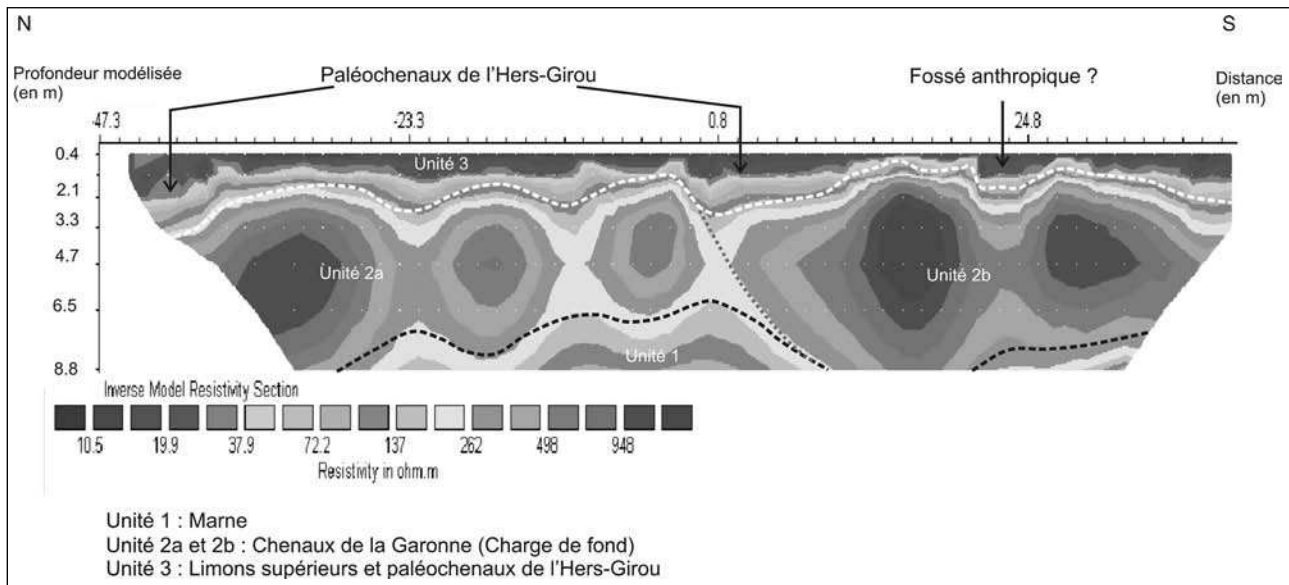 N
S
Profondeur modélisée
(en m)
Paléochenaux de l'Hers-Girou
Fossé anthropique ?
Distance
(en m)
-47.3
-23.3
0.8
24.8
0.4
2.1
3.3
4.7
6.5
8.8
Unité 3
Unité 2a
Unité 2b
Unité 1
Inverse Model Resistivity Section
10.5 19.9 37.9 72.2 137 262 498 948
Resistivity in ohm.m
Unité 1 : Marne
Unité 2a et 2b : Chenaux de la Garonne (Charge de fond)
Unité 3 : Limons supérieurs et paléochenaux de l'Hers-Girou